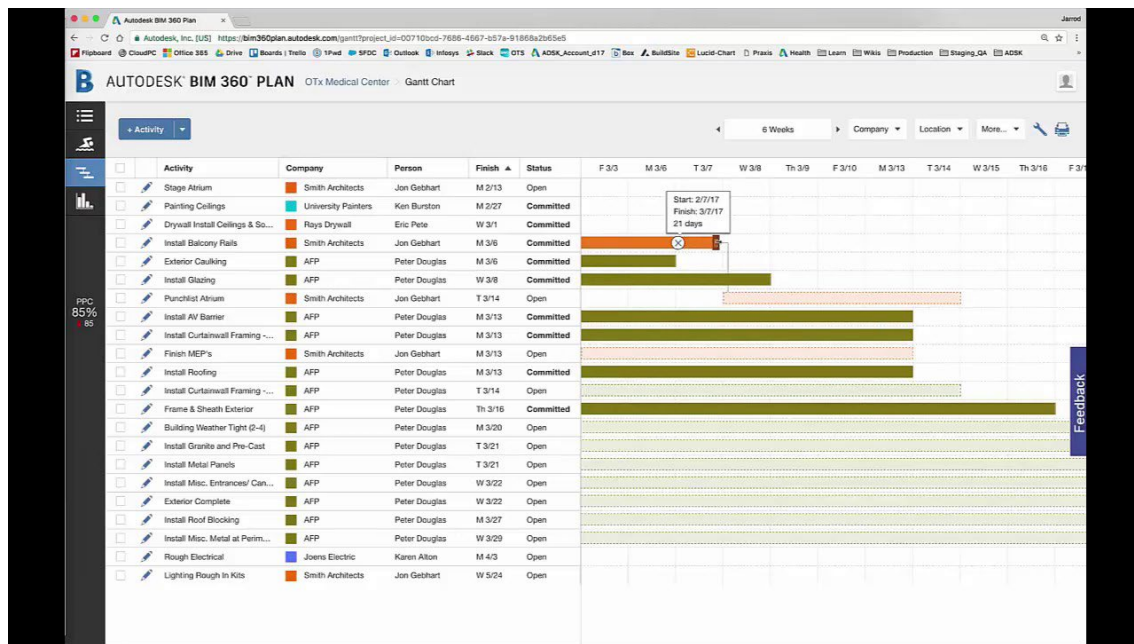 Autodesk BIM 360 Plan
Jarrod
Autodesk, Inc. [US] https://bim360plan.autodesk.com/gantt?project_id=00710bcd-7686-4667-b57a-91868a2b65e5
Flipboard CloudPC Office 365 Drive Boards | Trello 1Pwd SFDC Outlook Infosys Slack OTS ADSK_Account_d17 Box BuildSite Lucid-Chart Praxis Health Learn Wikis Production Staging_QA ADSK
AUTODESK® BIM 360™ PLAN OTx Medical Center Gantt Chart
+ Activity 6 Weeks Company Location More...
Activity Company Person Finish Status F 3/3 M 3/6 T 3/7 W 3/8 Th 3/9 F 3/10 M 3/13 T 3/14 W 3/15 Th 3/16
Stage Atrium Smith Architects Jon Gebhart M 2/13 Open
Painting Ceilings University Painters Ken Burston M 2/27 Committed
Drywall Install Ceilings & So... Rays Drywall Eric Pete W 3/1 Committed
Install Balcony Rails Smith Architects Jon Gebhart M 3/6 Committed
Exterior Caulking AFP Peter Douglas M 3/6 Committed
Install Glazing AFP Peter Douglas W 3/8 Committed
Punchlist Atrium Smith Architects Jon Gebhart T 3/14 Open
Install AV Barrier AFP Peter Douglas M 3/13 Committed
Install Curtainwall Framing -... AFP Peter Douglas M 3/13 Committed
Finish MEP's Smith Architects Jon Gebhart M 3/13 Open
Install Roofing AFP Peter Douglas M 3/13 Committed
Install Curtainwall Framing -... AFP Peter Douglas T 3/14 Open
Frame & Sheath Exterior AFP Peter Douglas Th 3/16 Committed
Building Weather Tight (2-4) AFP Peter Douglas M 3/20 Open
Install Granite and Pre-Cast AFP Peter Douglas T 3/21 Open
Install Metal Panels AFP Peter Douglas T 3/21 Open
Install Misc. Entrances/ Can... AFP Peter Douglas W 3/22 Open
Exterior Complete AFP Peter Douglas W 3/22 Open
Install Roof Blocking AFP Peter Douglas M 3/27 Open
Install Misc. Metal at Perim... AFP Peter Douglas W 3/29 Open
Rough Electrical Joens Electric Karen Alton M 4/3 Open
Lighting Rough In Kits Smith Architects Jon Gebhart W 5/24 Open
Start: 2/7/17
Finish: 3/7/17
21 days
PPC
85%
85
Feedback